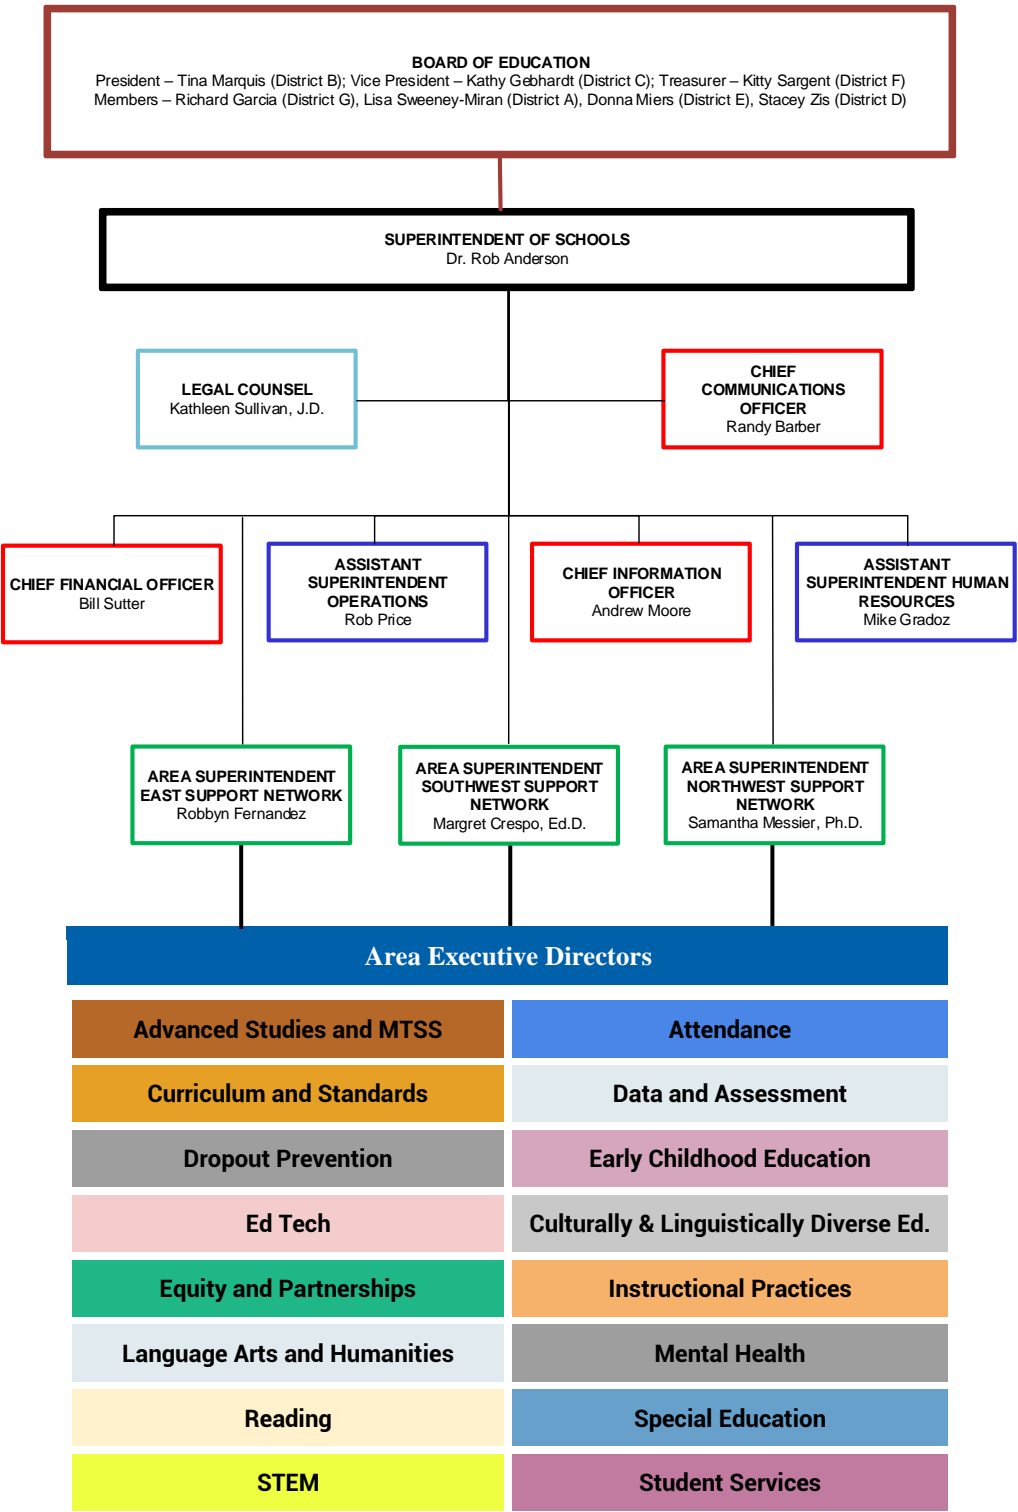 BOARD OF EDUCATION
President – Tina Marquis (District B); Vice President – Kathy Gebhardt (District C); Treasurer – Kitty Sargent (District F)
Members – Richard Garcia (District G), Lisa Sweeney-Miran (District A), Donna Miers (District E), Stacey Zis (District D)
SUPERINTENDENT OF SCHOOLS
Dr. Rob Anderson
LEGAL COUNSEL
Kathleen Sullivan, J.D.
CHIEF
COMMUNICATIONS
OFFICER
Randy Barber
CHIEF FINANCIAL OFFICER
Bill Sutter
ASSISTANT
SUPERINTENDENT
OPERATIONS
Rob Price
CHIEF INFORMATION
OFFICER
Andrew Moore
ASSISTANT
SUPERINTENDENT HUMAN
RESOURCES
Mike Gradoz
AREA SUPERINTENDENT
EAST SUPPORT NETWORK
Robbyn Fernandez
AREA SUPERINTENDENT
SOUTHWEST SUPPORT
NETWORK
Margret Crespo, Ed.D.
AREA SUPERINTENDENT
NORTHWEST SUPPORT
NETWORK
Samantha Messier, Ph.D.
Area Executive Directors
Advanced Studies and MTSS
Attendance
Curriculum and Standards
Data and Assessment
Dropout Prevention
Early Childhood Education
Ed Tech
Culturally & Linguistically Diverse Ed.
Equity and Partnerships
Instructional Practices
Language Arts and Humanities
Mental Health
Reading
Special Education
STEM
Student Services